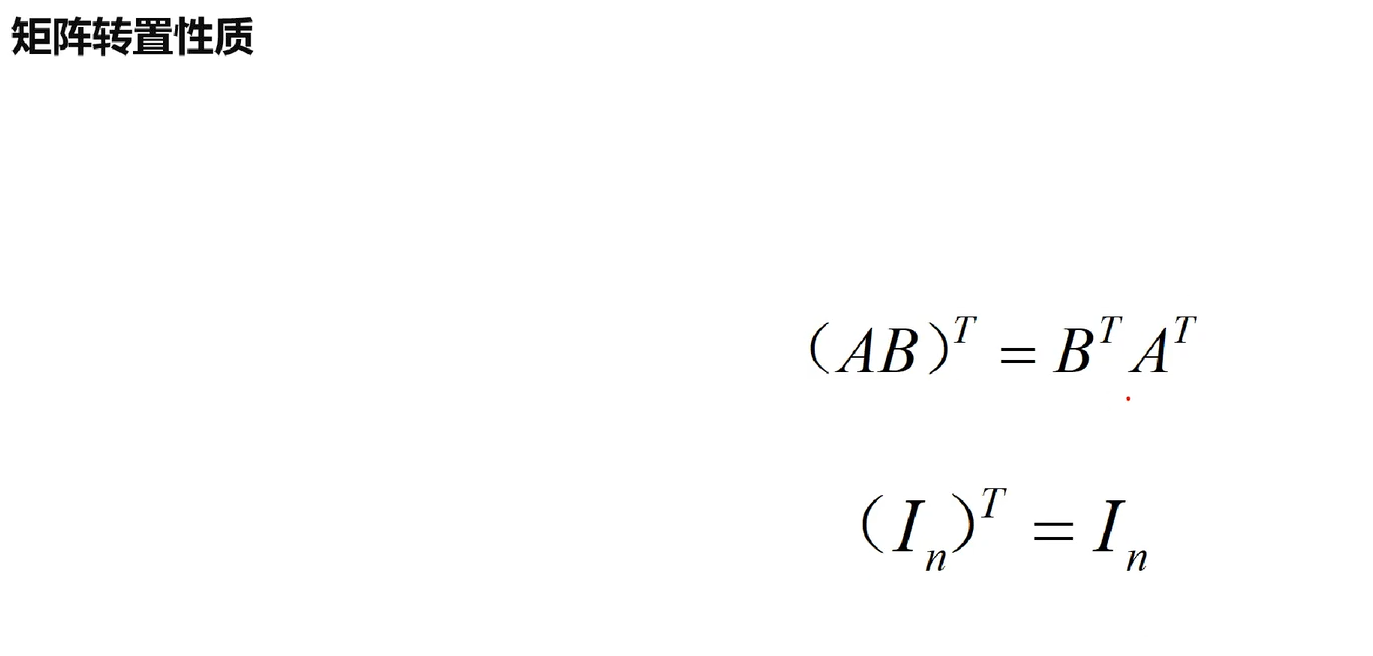 矩阵转置性质
(AB)^T = B^T A^T
(I_n)^T = I_n